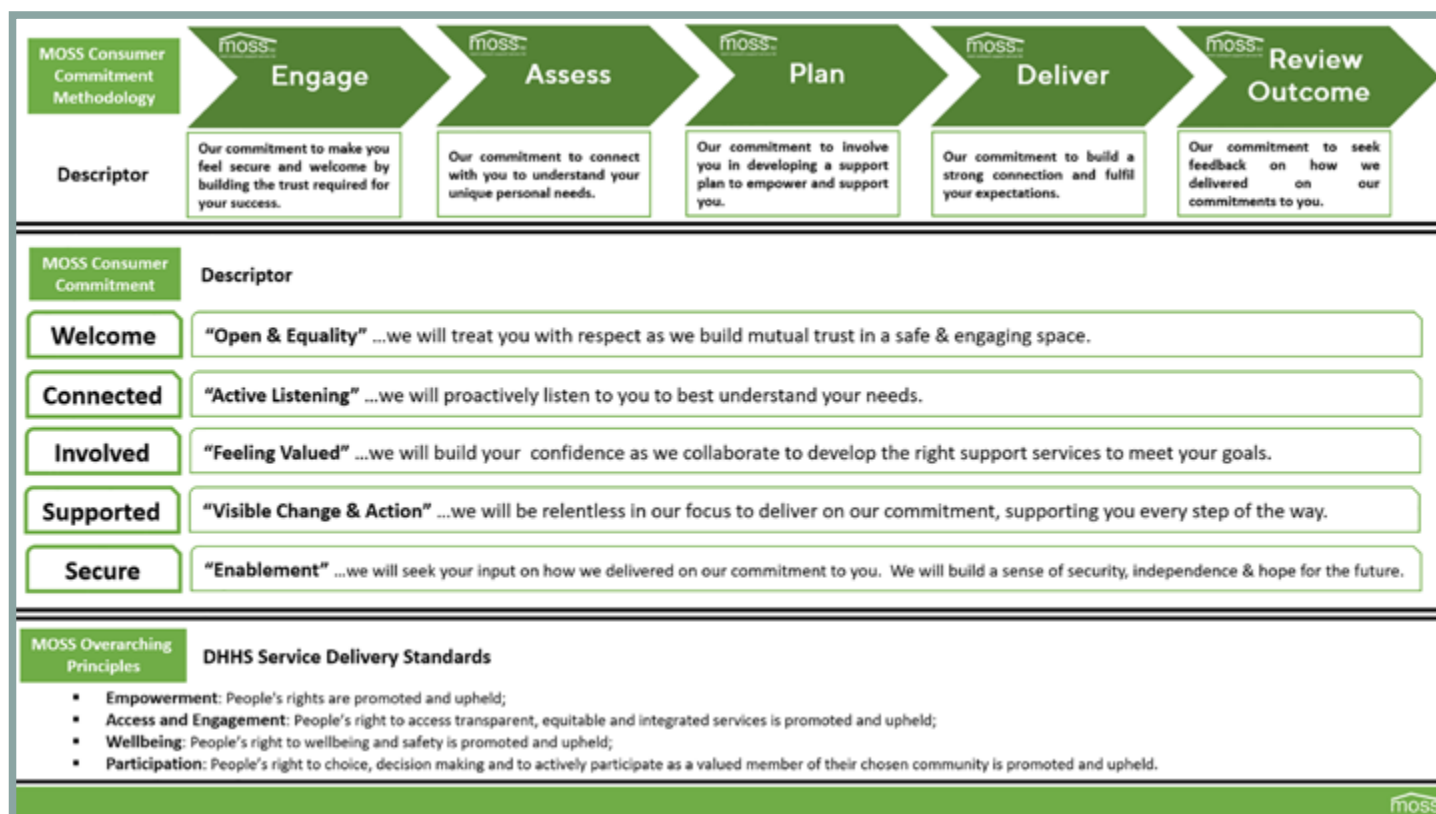 MOSS Consumer
Commitment
Methodology
moss
Engage
moss
Assess
moss
Plan
moss
Deliver
moss
Review
Outcome
Descriptor
Our commitment to make you
feel secure and welcome by
building the trust required for
your success.
Our commitment to connect
with you to understand your
unique personal needs.
Our commitment to involve
you in developing a support
plan to empower and support
you.
Our commitment to build a
strong connection and fulfil
your expectations.
Our commitment to seek
feedback on how we
delivered on our
commitments to you.
MOSS Consumer
Commitment
Descriptor
Welcome
“Open & Equality” ...we will treat you with respect as we build mutual trust in a safe & engaging space.
Connected
“Active Listening” ...we will proactively listen to you to best understand your needs.
Involved
“Feeling Valued” ...we will build your confidence as we collaborate to develop the right support services to meet your goals.
Supported
“Visible Change & Action” ...we will be relentless in our focus to deliver on our commitment, supporting you every step of the way.
Secure
“Enablement” ...we will seek your input on how we delivered on our commitment to you. We will build a sense of security, independence & hope for the future.
MOSS Overarching
Principles
DHHS Service Delivery Standards
▪ Empowerment: People's rights are promoted and upheld;
▪ Access and Engagement: People's right to access transparent, equitable and integrated services is promoted and upheld;
▪ Wellbeing: People's right to wellbeing and safety is promoted and upheld;
▪ Participation: People's right to choice, decision making and to actively participate as a valued member of their chosen community is promoted and upheld.
moss